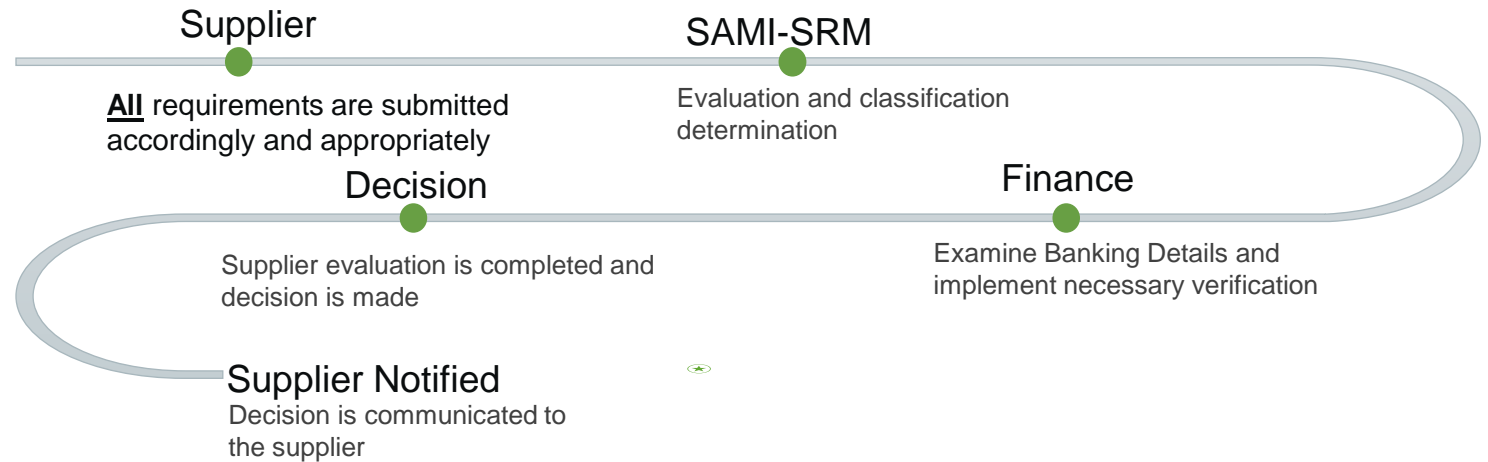 Supplier
All requirements are submitted
accordingly and appropriately
SAMI-SRM
Evaluation and classification
determination
Finance
Examine Banking Details and
implement necessary verification
Decision
Supplier evaluation is completed and
decision is made
Supplier Notified
Decision is communicated to
the supplier